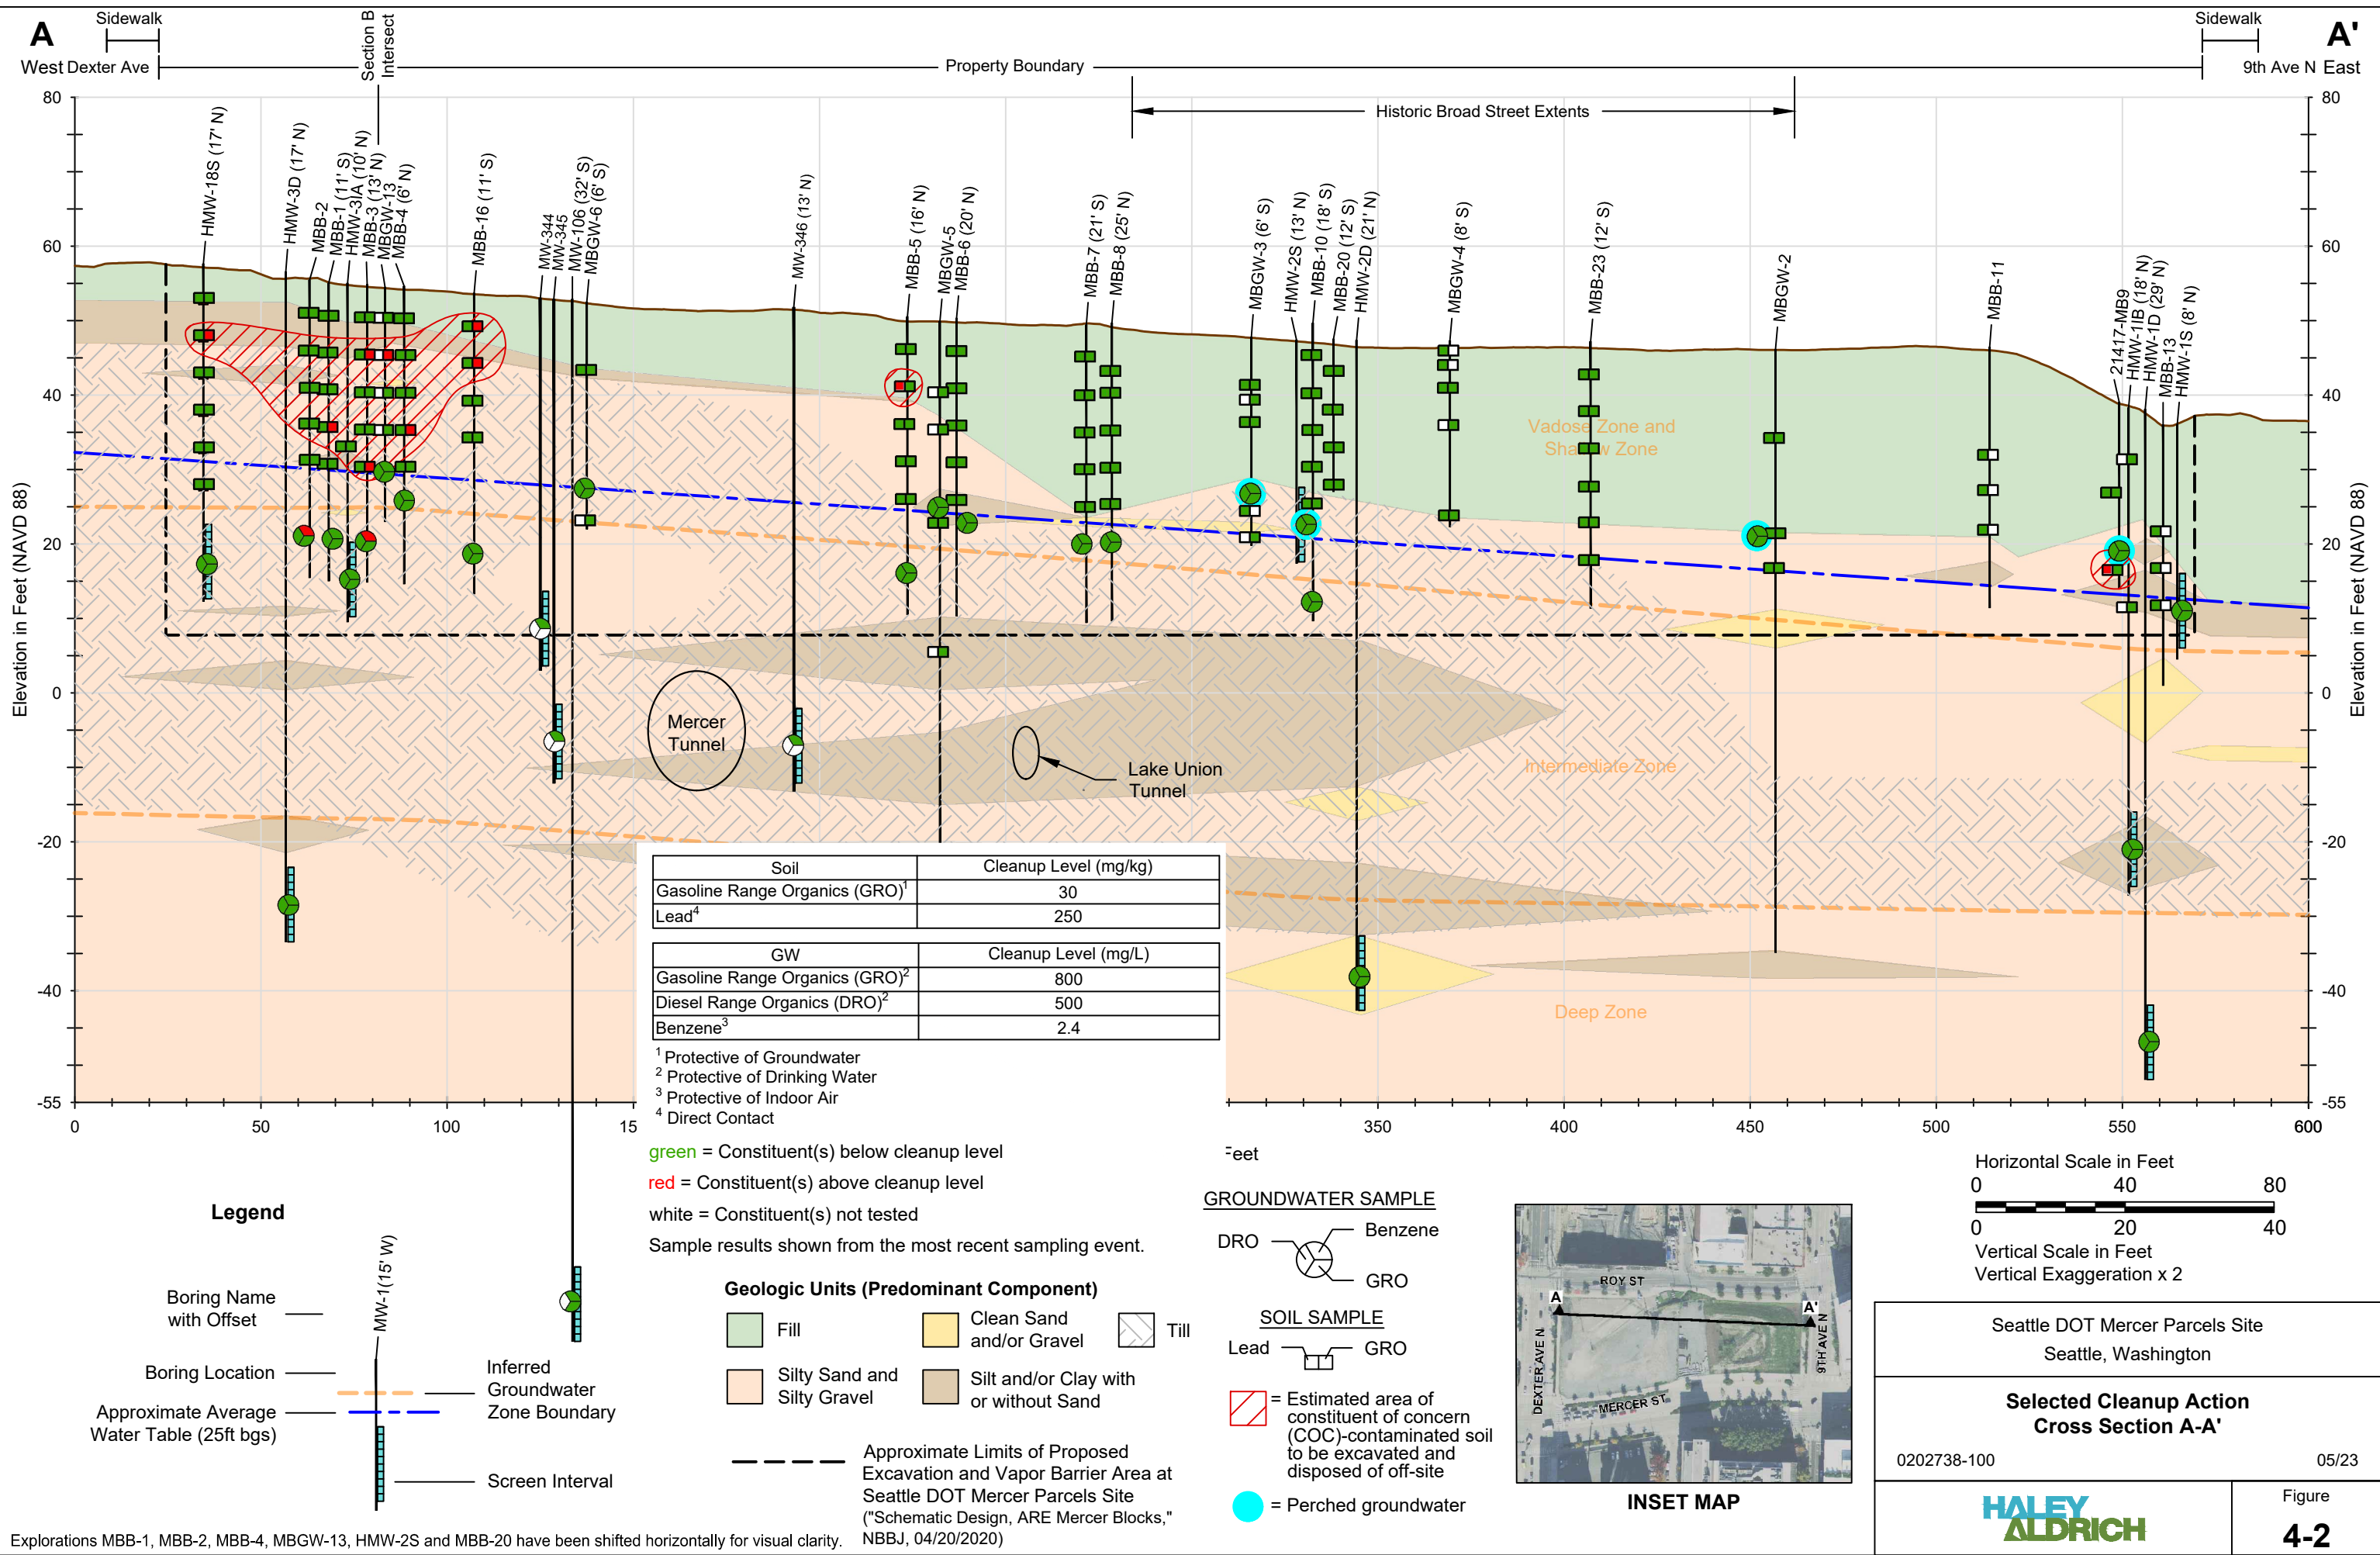 Sidewalk
Sidewalk
A
A'
Section B
Intersect
West Dexter Ave
Property Boundary
9th Ave N East
Historic Broad Street Extents
80
60
40
20
0
-20
-40
-55
80
60
40
20
0
-20
-40
-55
Elevation in Feet (NAVD 88)
Elevation in Feet (NAVD 88)
HMW-18S (17' N)
HMW-3D (17' N)
MBB-2
MBB-1 (11' S)
HMW-3IA (10' N)
MBB-3 (13' N)
MBGW-13
MBB-4 (6' N)
MBB-16 (11' S)
MW-344
MW-345
MW-106 (32' S)
MBGW-6 (6' S)
MW-346 (13' N)
MBB-5 (16' N)
MBGW-5
MBB-6 (20' N)
MBB-7 (21' S)
MBB-8 (25' N)
MBGW-3 (6' S)
HMW-2S (13' N)
MBB-10 (18' S)
MBB-20 (12' S)
HMW-2D (21' N)
MBGW-4 (8' S)
MBB-23 (12' S)
MBGW-2
MBB-11
21417-MB9
HMW-1IB (18' N)
HMW-1D (29' N)
MBB-13
HMW-1S (8' N)
Vadose Zone and
Shallow Zone
Intermediate Zone
Deep Zone
Mercer
Tunnel
Lake Union
Tunnel
Soil Cleanup Level (mg/kg)
Gasoline Range Organics (GRO)1 30
Lead4 250
GW Cleanup Level (mg/L)
Gasoline Range Organics (GRO)2 800
Diesel Range Organics (DRO)2 500
Benzene3 2.4
1 Protective of Groundwater
2 Protective of Drinking Water
3 Protective of Indoor Air
4 Direct Contact
0 50 100 15 350 400 450 500 550 600
Feet
green = Constituent(s) below cleanup level
red = Constituent(s) above cleanup level
white = Constituent(s) not tested
Sample results shown from the most recent sampling event.
Legend
MW-1(15' W)
Boring Name
with Offset
Boring Location
Approximate Average
Water Table (25ft bgs)
Inferred
Groundwater
Zone Boundary
Screen Interval
Geologic Units (Predominant Component)
Fill
Clean Sand
and/or Gravel
Till
Silty Sand and
Silty Gravel
Silt and/or Clay with
or without Sand
Approximate Limits of Proposed
Excavation and Vapor Barrier Area at
Seattle DOT Mercer Parcels Site
("Schematic Design, ARE Mercer Blocks,"
NBBJ, 04/20/2020)
GROUNDWATER SAMPLE
DRO
Benzene
GRO
SOIL SAMPLE
Lead
GRO
= Estimated area of
constituent of concern
(COC)-contaminated soil
to be excavated and
disposed of off-site
= Perched groundwater
ROY ST
A
A'
DEXTER AVE N
9TH AVE N
MERCER ST
INSET MAP
Horizontal Scale in Feet
0 40 80
0 20 40
Vertical Scale in Feet
Vertical Exaggeration x 2
Seattle DOT Mercer Parcels Site
Seattle, Washington
Selected Cleanup Action
Cross Section A-A'
0202738-100 05/23
HALEY
ALDRICH
Figure
4-2
Explorations MBB-1, MBB-2, MBB-4, MBGW-13, HMW-2S and MBB-20 have been shifted horizontally for visual clarity.